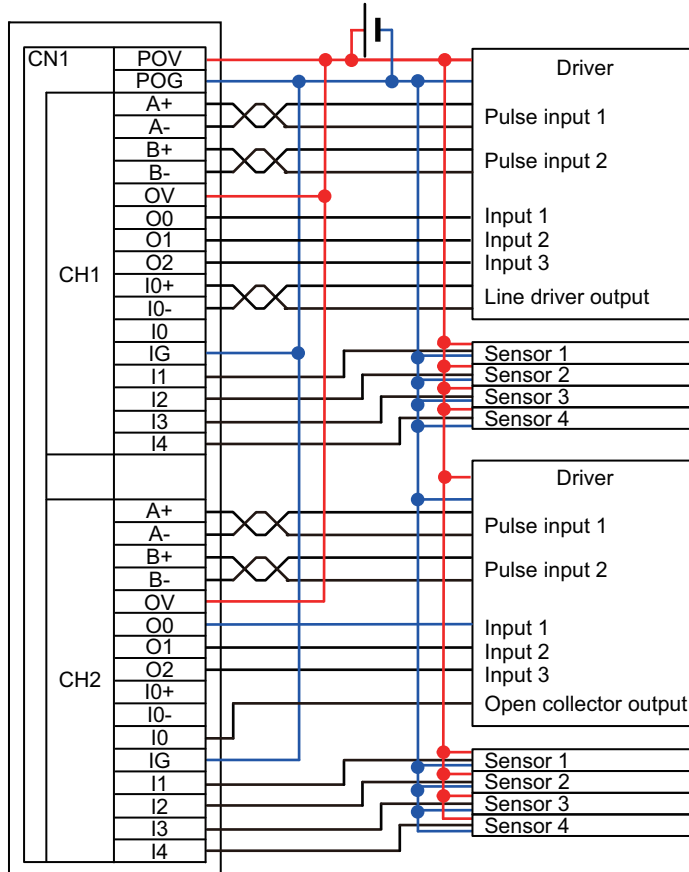 CN1
POV
POG
CH1
A+
A-
B+
B-
OV
O0
O1
O2
I0+
I0-
I0
IG
I1
I2
I3
I4
Driver
Pulse input 1
Pulse input 2
Input 1
Input 2
Input 3
Line driver output
Sensor 1
Sensor 2
Sensor 3
Sensor 4
CH2
A+
A-
B+
B-
OV
O0
O1
O2
I0+
I0-
I0
IG
I1
I2
I3
I4
Driver
Pulse input 1
Pulse input 2
Input 1
Input 2
Input 3
Open collector output
Sensor 1
Sensor 2
Sensor 3
Sensor 4